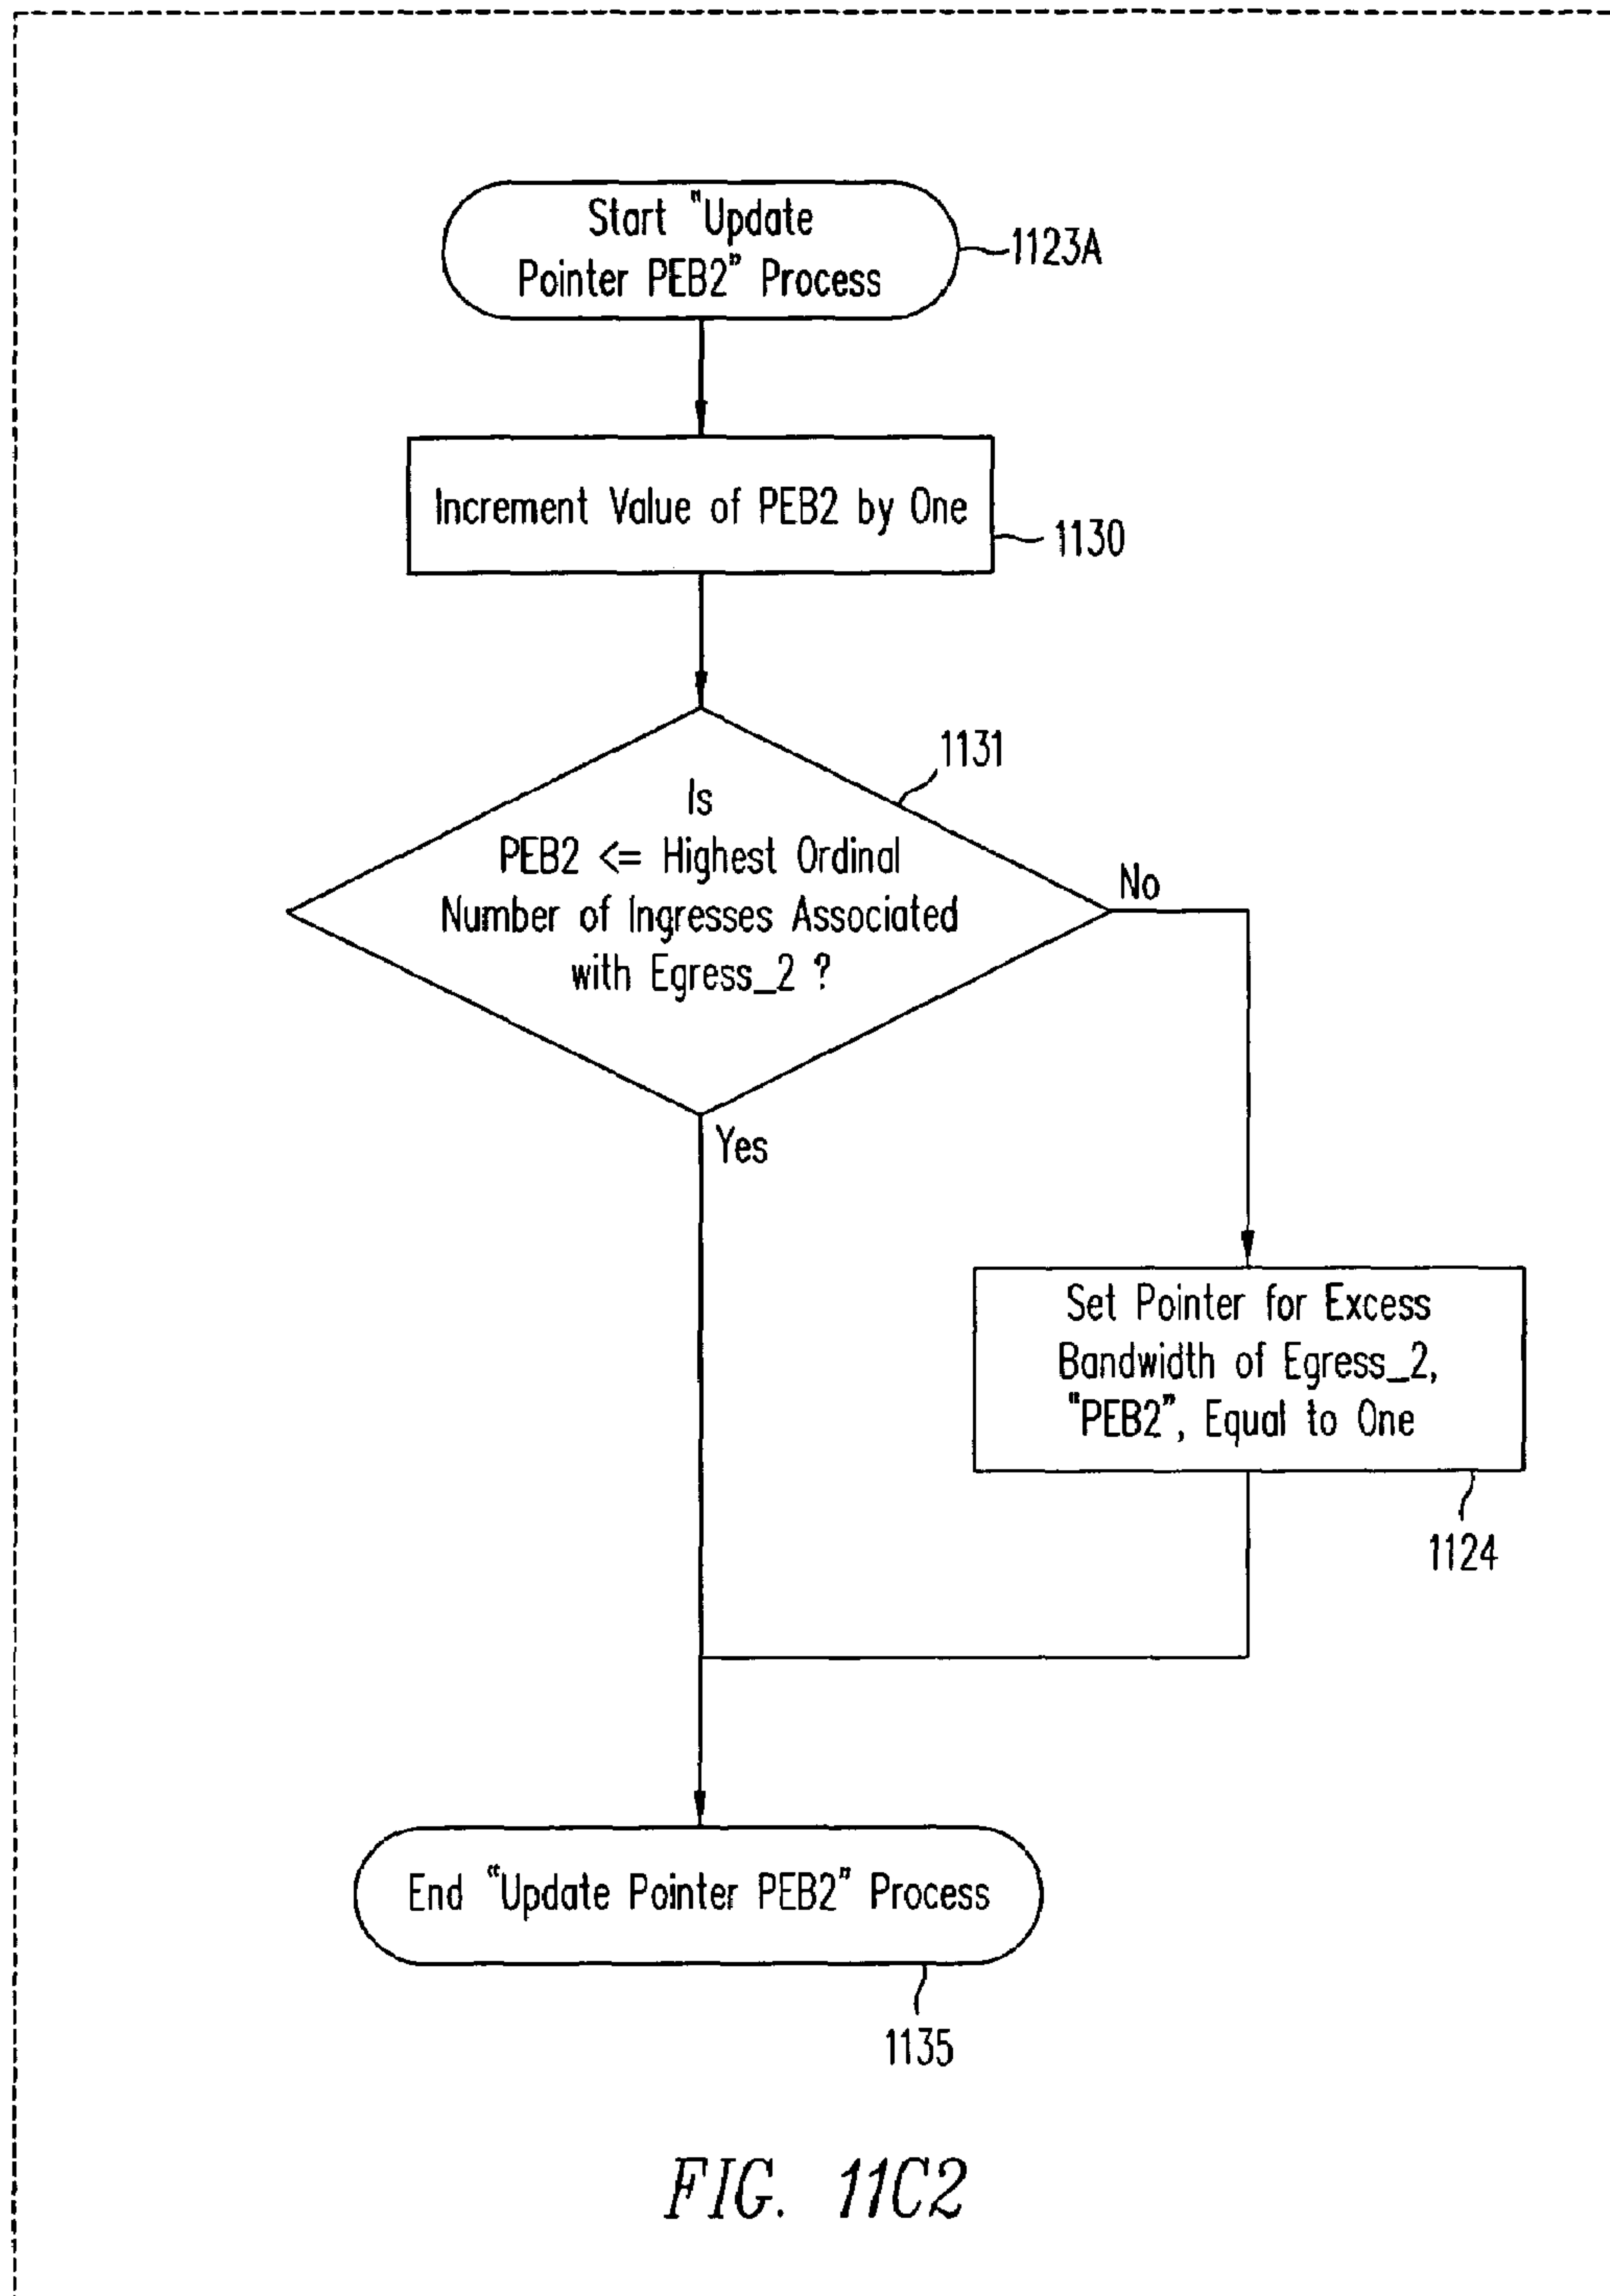 Start "Update
Pointer PEB2" Process
1123A
Increment Value of PEB2 by One
1130
1131
Is
PEB2 <= Highest Ordinal
Number of Ingresses Associated
with Egress_2 ?
No
Yes
Set Pointer for Excess
Bandwidth of Egress_2,
"PEB2", Equal to One
1124
End "Update Pointer PEB2" Process
1135
FIG. 11C2